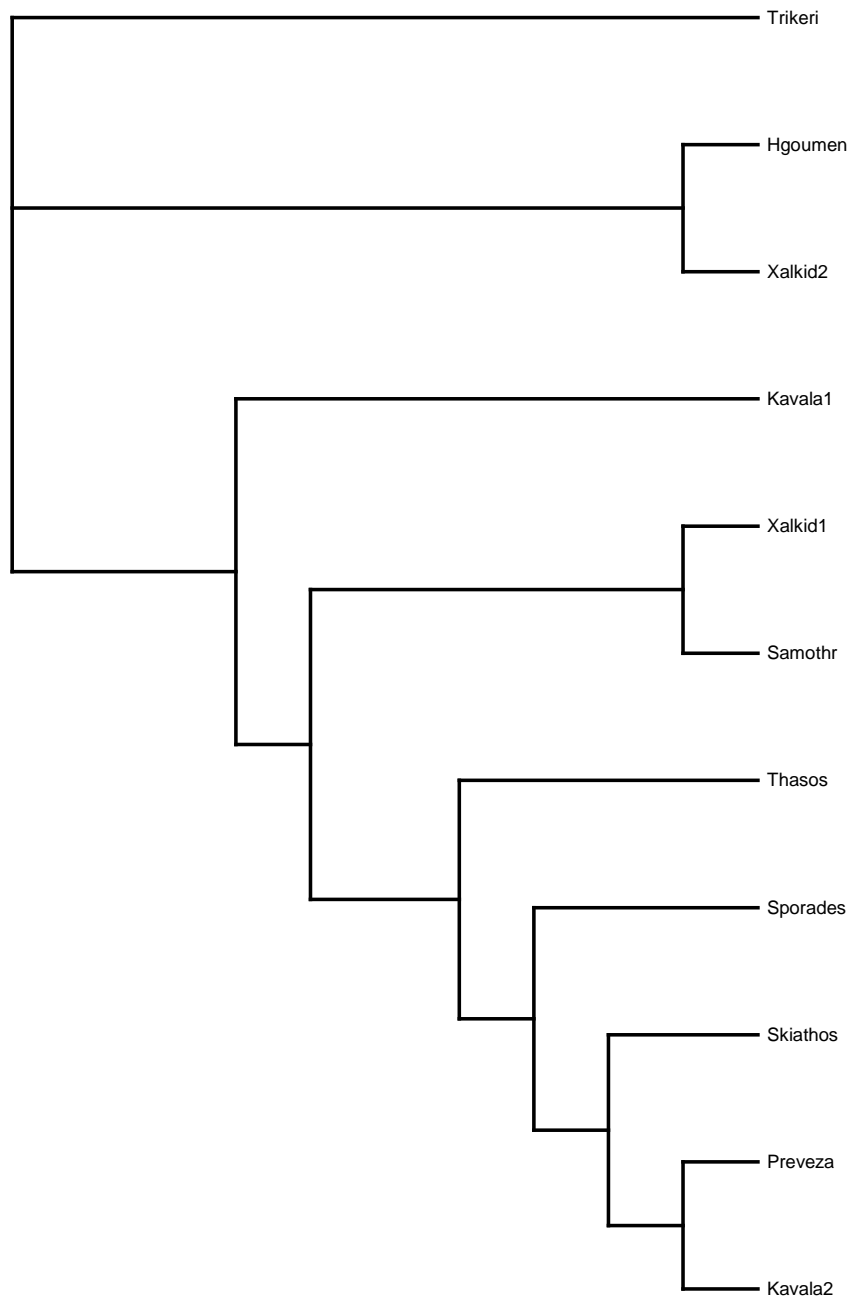 Trikeri
Hgoumen
Xalkid2
Kavala1
Xalkid1
Samothr
Thasos
Sporades
Skiathos
Preveza
Kavala2